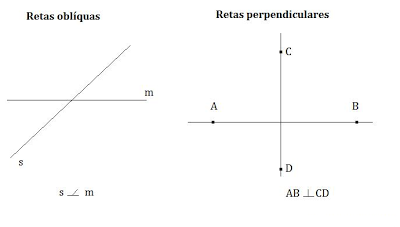 Retas oblíquas
m
s
s ∠ m
Retas perpendiculares
C
A
B
D
AB ⊥ CD